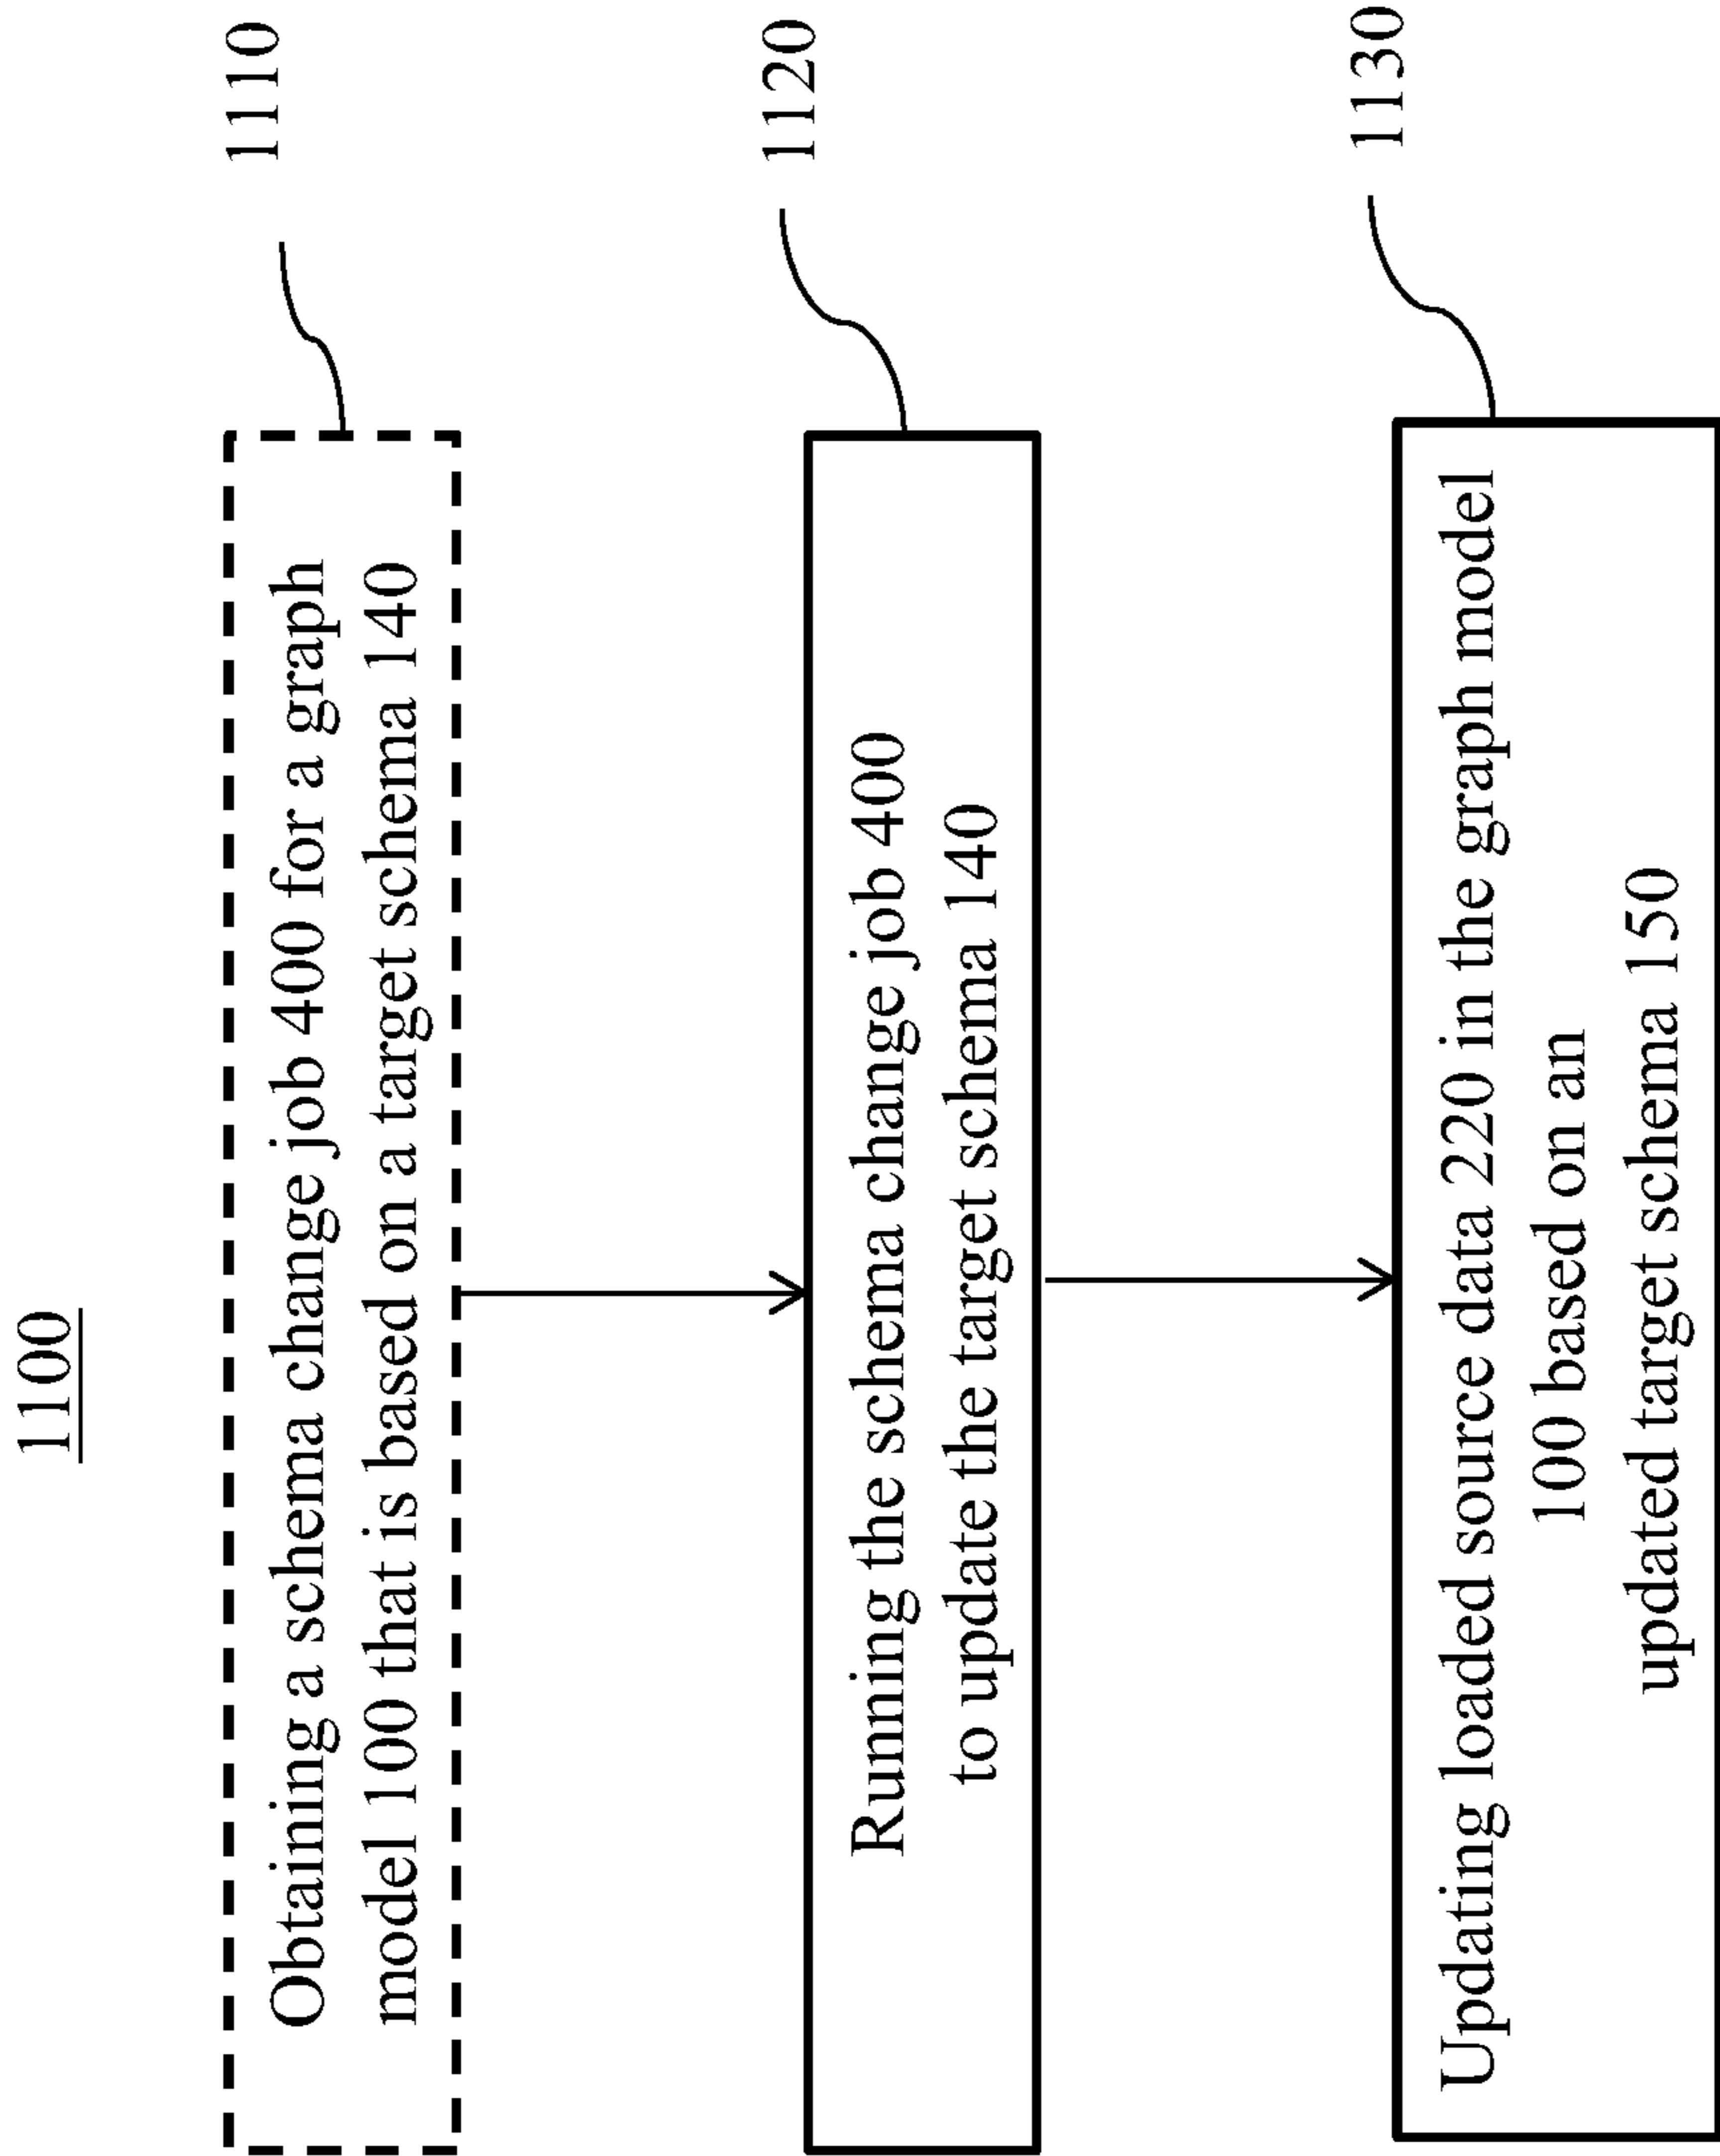 1100
Obtaining a schema change job 400 for a graph
model 100 that is based on a target schema 140
1110
Running the schema change job 400
to update the target schema 140
1120
Updating loaded source data 220 in the graph model
100 based on an
updated target schema 150
1130